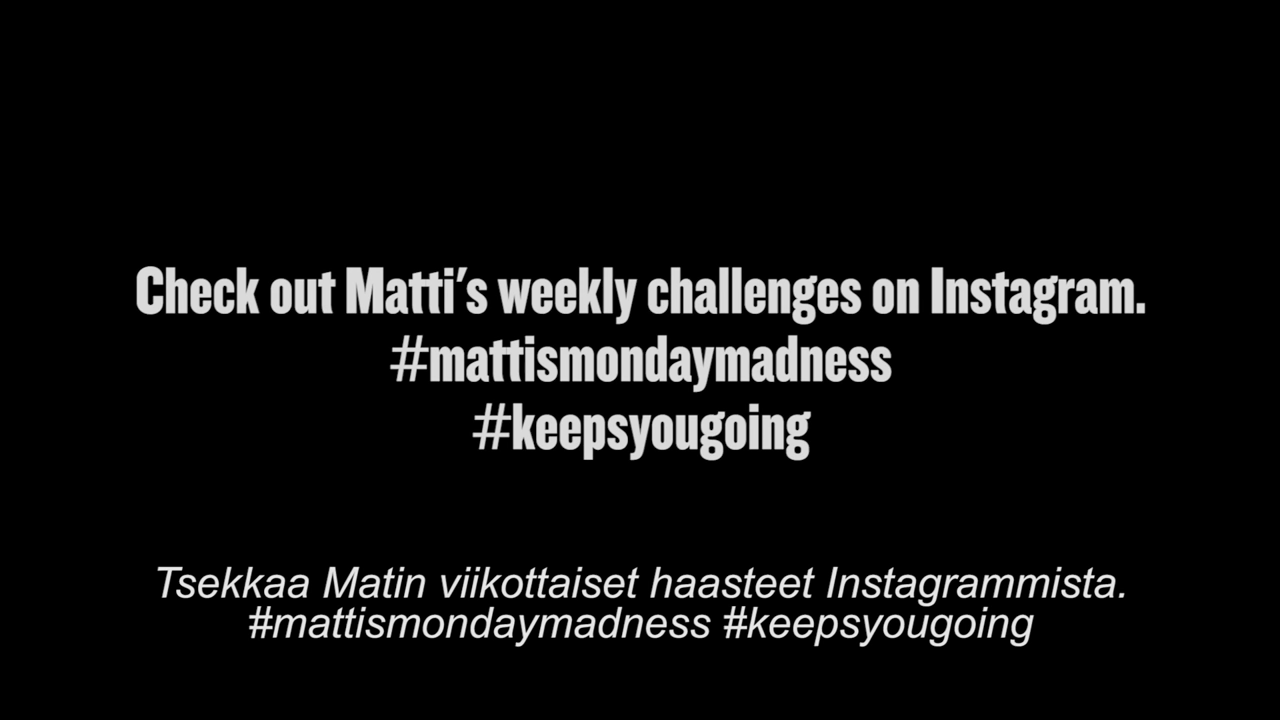 Check out Matti's weekly challenges on Instagram.
#mattismondaymadness
#keepsyougoing
Tsekkaa Matin viikottaiset haasteet Instagrammista.
#mattismondaymadness #keepsyougoing